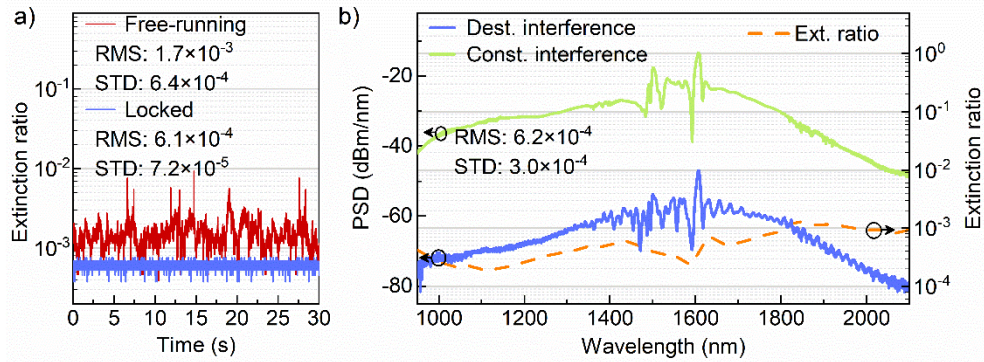 a)
Free-running
RMS: 1.7×10⁻³
STD: 6.4×10⁻⁴
Locked
RMS: 6.1×10⁻⁴
STD: 7.2×10⁻⁵
Extinction ratio
10⁻¹
10⁻²
10⁻³
0 5 10 15 20 25 30
Time (s)
b)
Dest. interference
Const. interference
Ext. ratio
RMS: 6.2×10⁻⁴
STD: 3.0×10⁻⁴
PSD (dBm/nm)
-20
-40
-60
-80
10⁰
10⁻¹
10⁻²
10⁻³
10⁻⁴
Extinction ratio
1000 1200 1400 1600 1800 2000
Wavelength (nm)